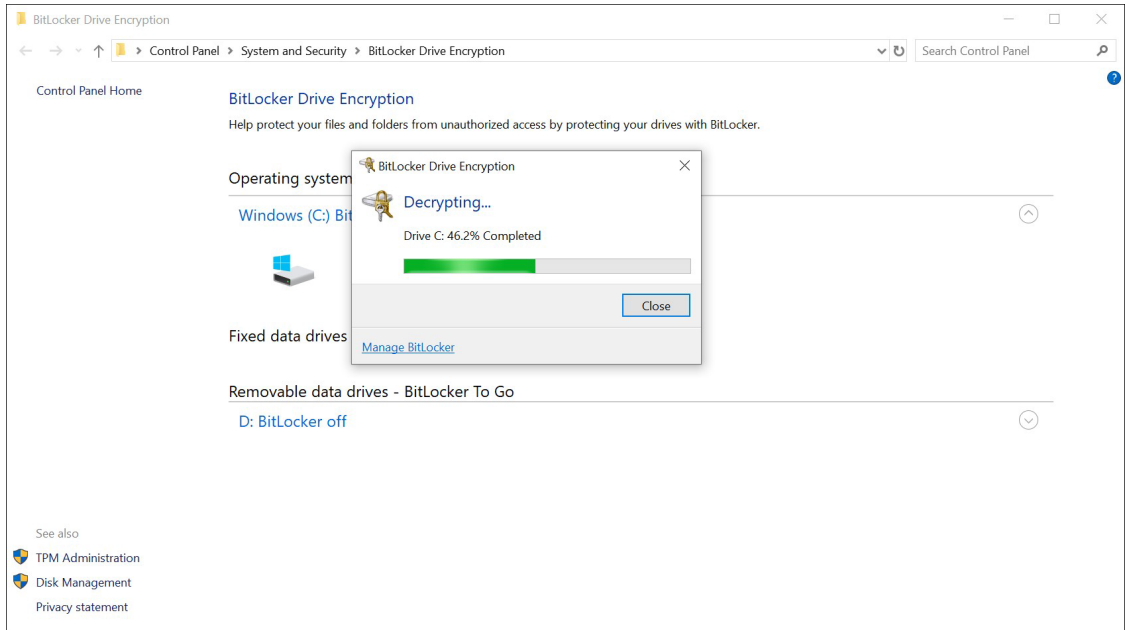 BitLocker Drive Encryption
Control Panel > System and Security > BitLocker Drive Encryption
Search Control Panel
?
Control Panel Home
BitLocker Drive Encryption
Help protect your files and folders from unauthorized access by protecting your drives with BitLocker.
Operating system
Windows (C:) Bit
BitLocker Drive Encryption
Decrypting...
Drive C: 46.2% Completed
Close
Manage BitLocker
Fixed data drives
Removable data drives - BitLocker To Go
D: BitLocker off
See also
TPM Administration
Disk Management
Privacy statement